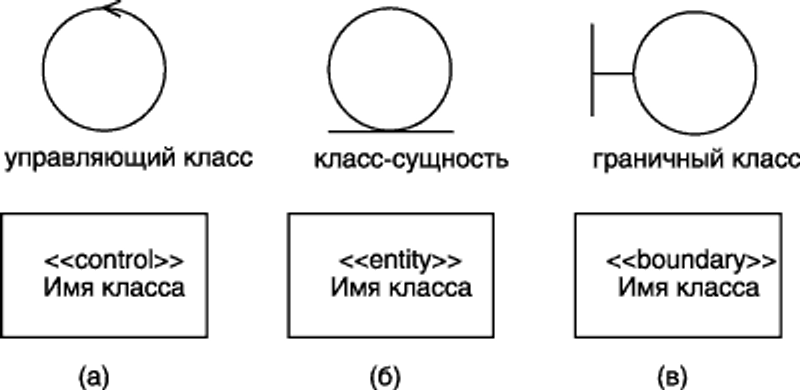 управляющий класс
класс-сущность
граничный класс
<<control>>
Имя класса
<<entity>>
Имя класса
<<boundary>>
Имя класса
(а)
(б)
(в)